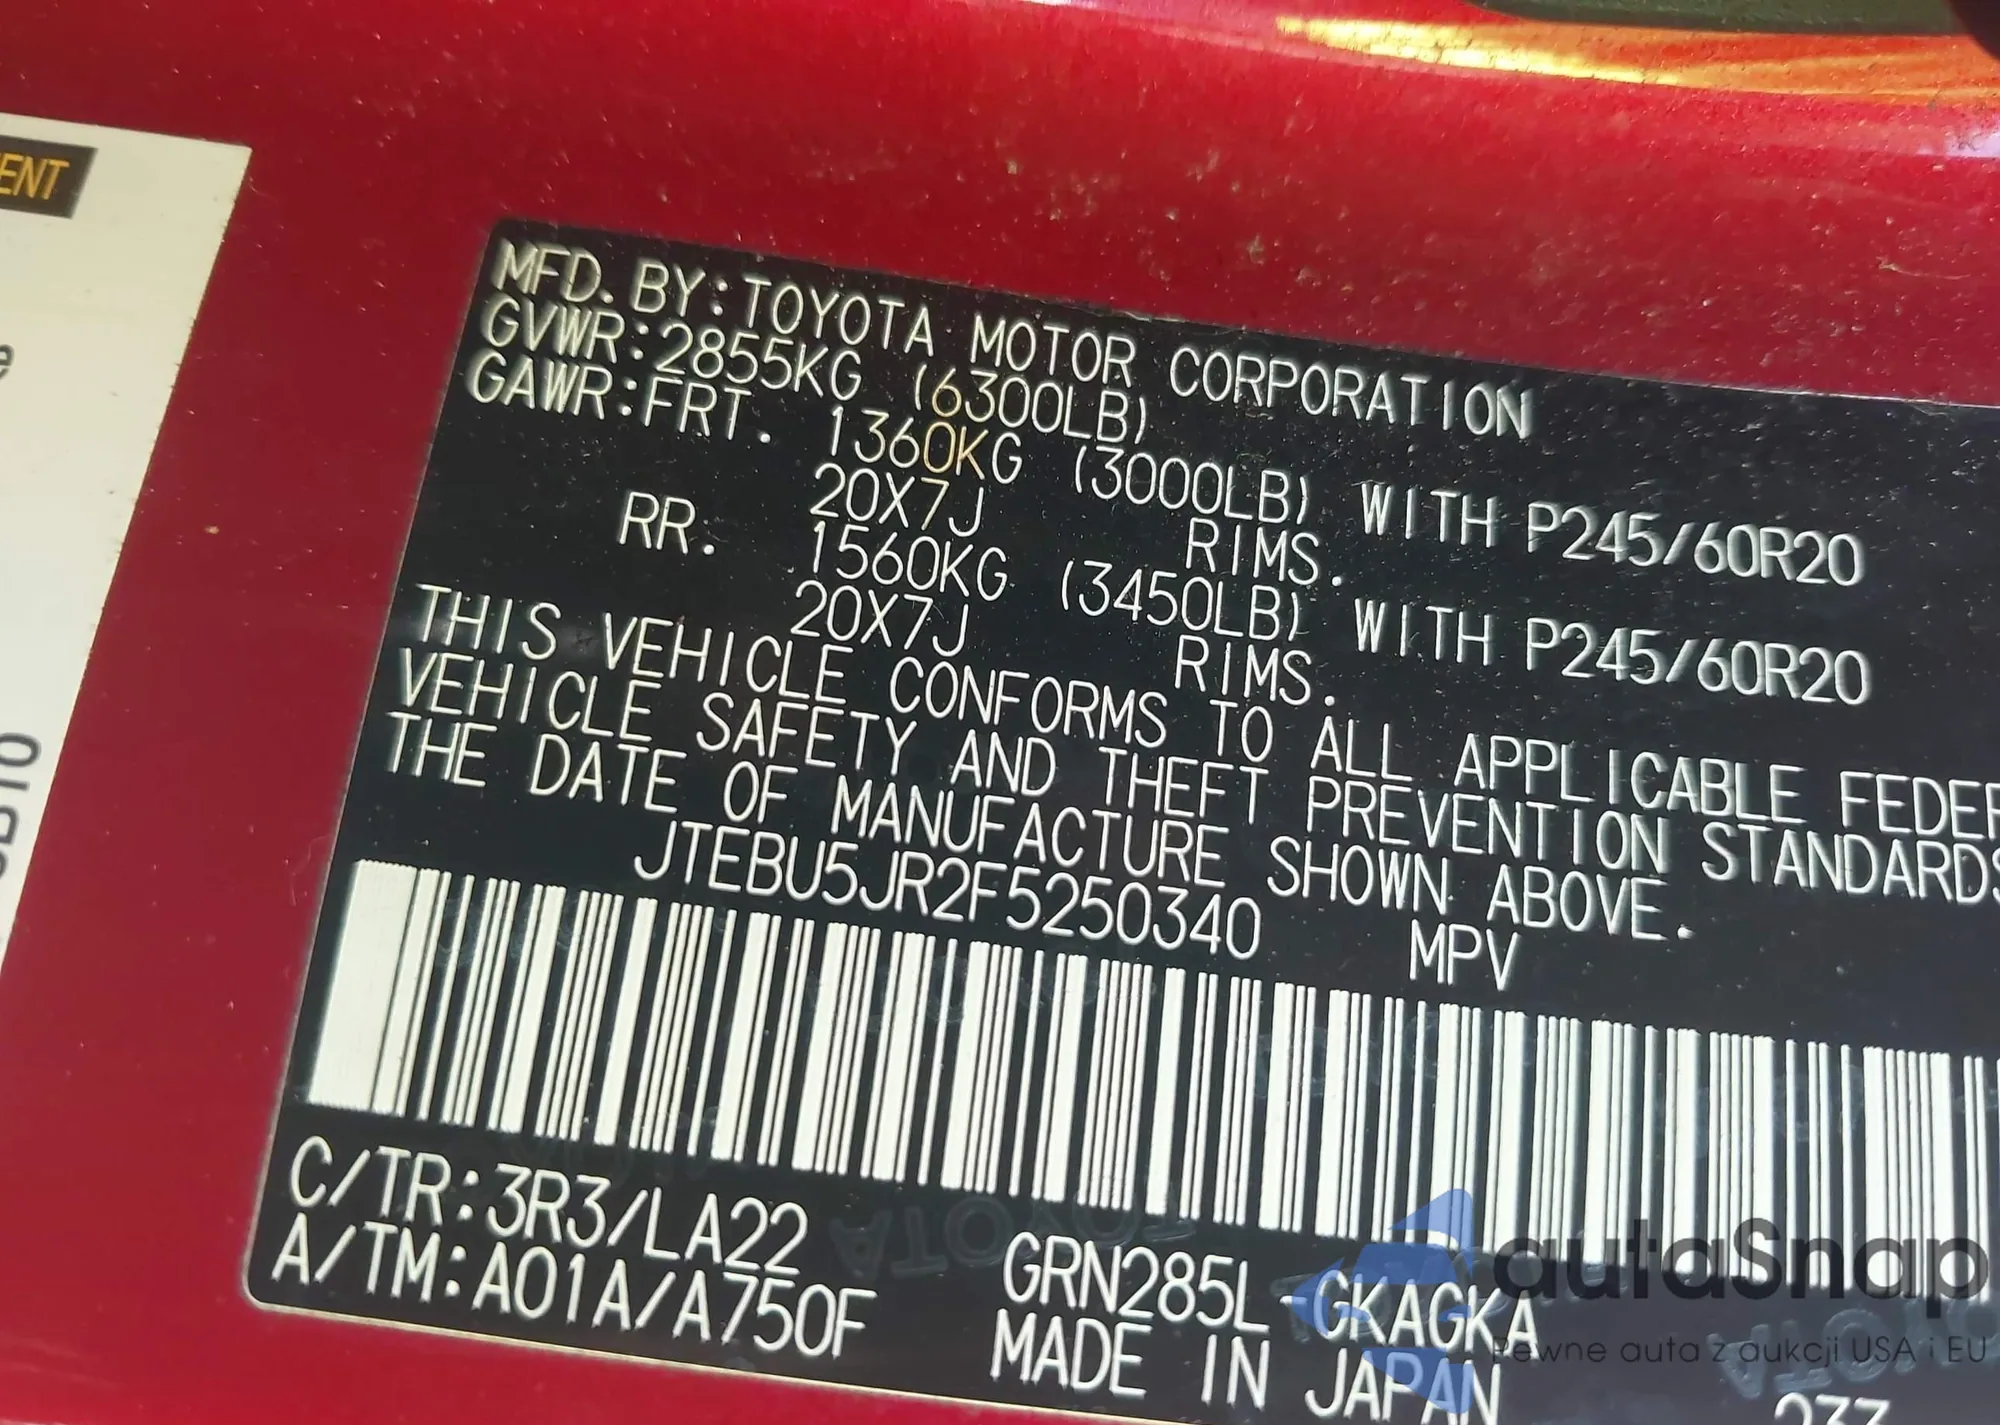 ENT
MFD. BY:TOYOTA MOTOR CORPORATION
GVWR:2855KG (6300LB)
GAWR:FRT. 1360KG (3000LB) WITH P245/60R20
20X7J RIMS.
RR. 1560KG (3450LB) WITH P245/60R20
20X7J RIMS.
THIS VEHICLE CONFORMS TO ALL APPLICABLE FEDER
VEHICLE SAFETY AND THEFT PREVENTION STANDARDS
THE DATE OF MANUFACTURE SHOWN ABOVE.
JTEBU5JR2F5250340 MPV
C/TR:3R3/LA22
A/TM:A01A/A750F
GRN285L-GKAGKA
MADE IN JAPAN
autaSnap
Pewne auta z aukcji USA i EU